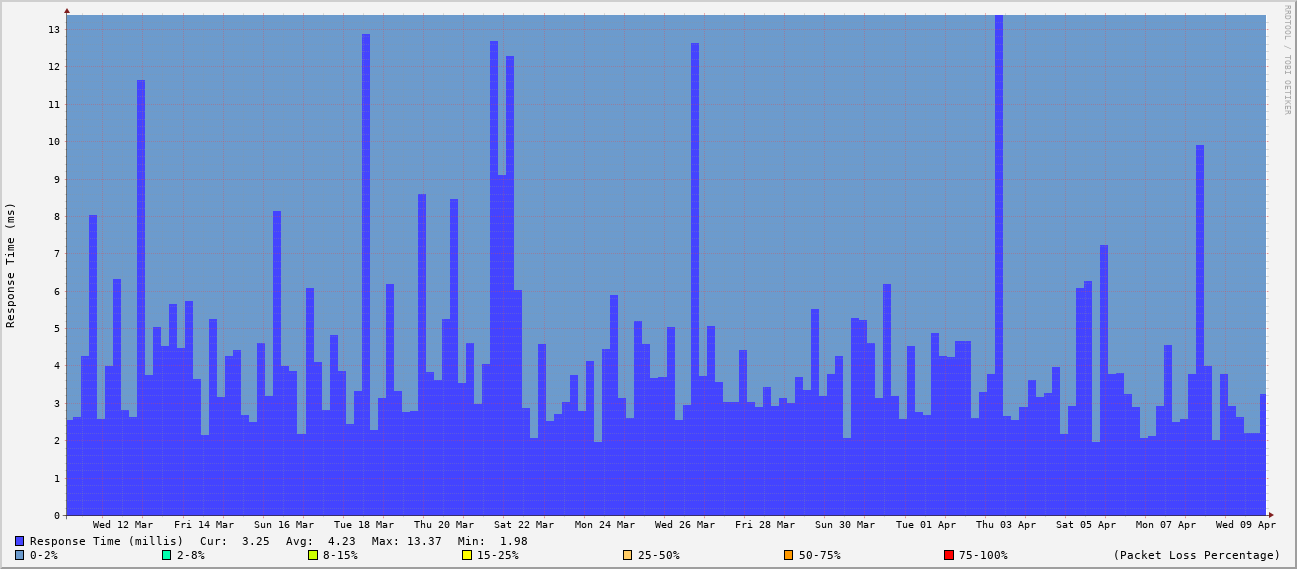 RRDTOOL / TOBI OETIKER
Response Time (ms)
13
12
11
10
9
8
7
6
5
4
3
2
1
0
Wed 12 Mar Fri 14 Mar Sun 16 Mar Tue 18 Mar Thu 20 Mar Sat 22 Mar Mon 24 Mar Wed 26 Mar Fri 28 Mar Sun 30 Mar Tue 01 Apr Thu 03 Apr Sat 05 Apr Mon 07 Apr Wed 09 Apr
Response Time (millis) Cur: 3.25 Avg: 4.23 Max: 13.37 Min: 1.98
0-2% 2-8% 8-15% 15-25% 25-50% 50-75% 75-100% (Packet Loss Percentage)